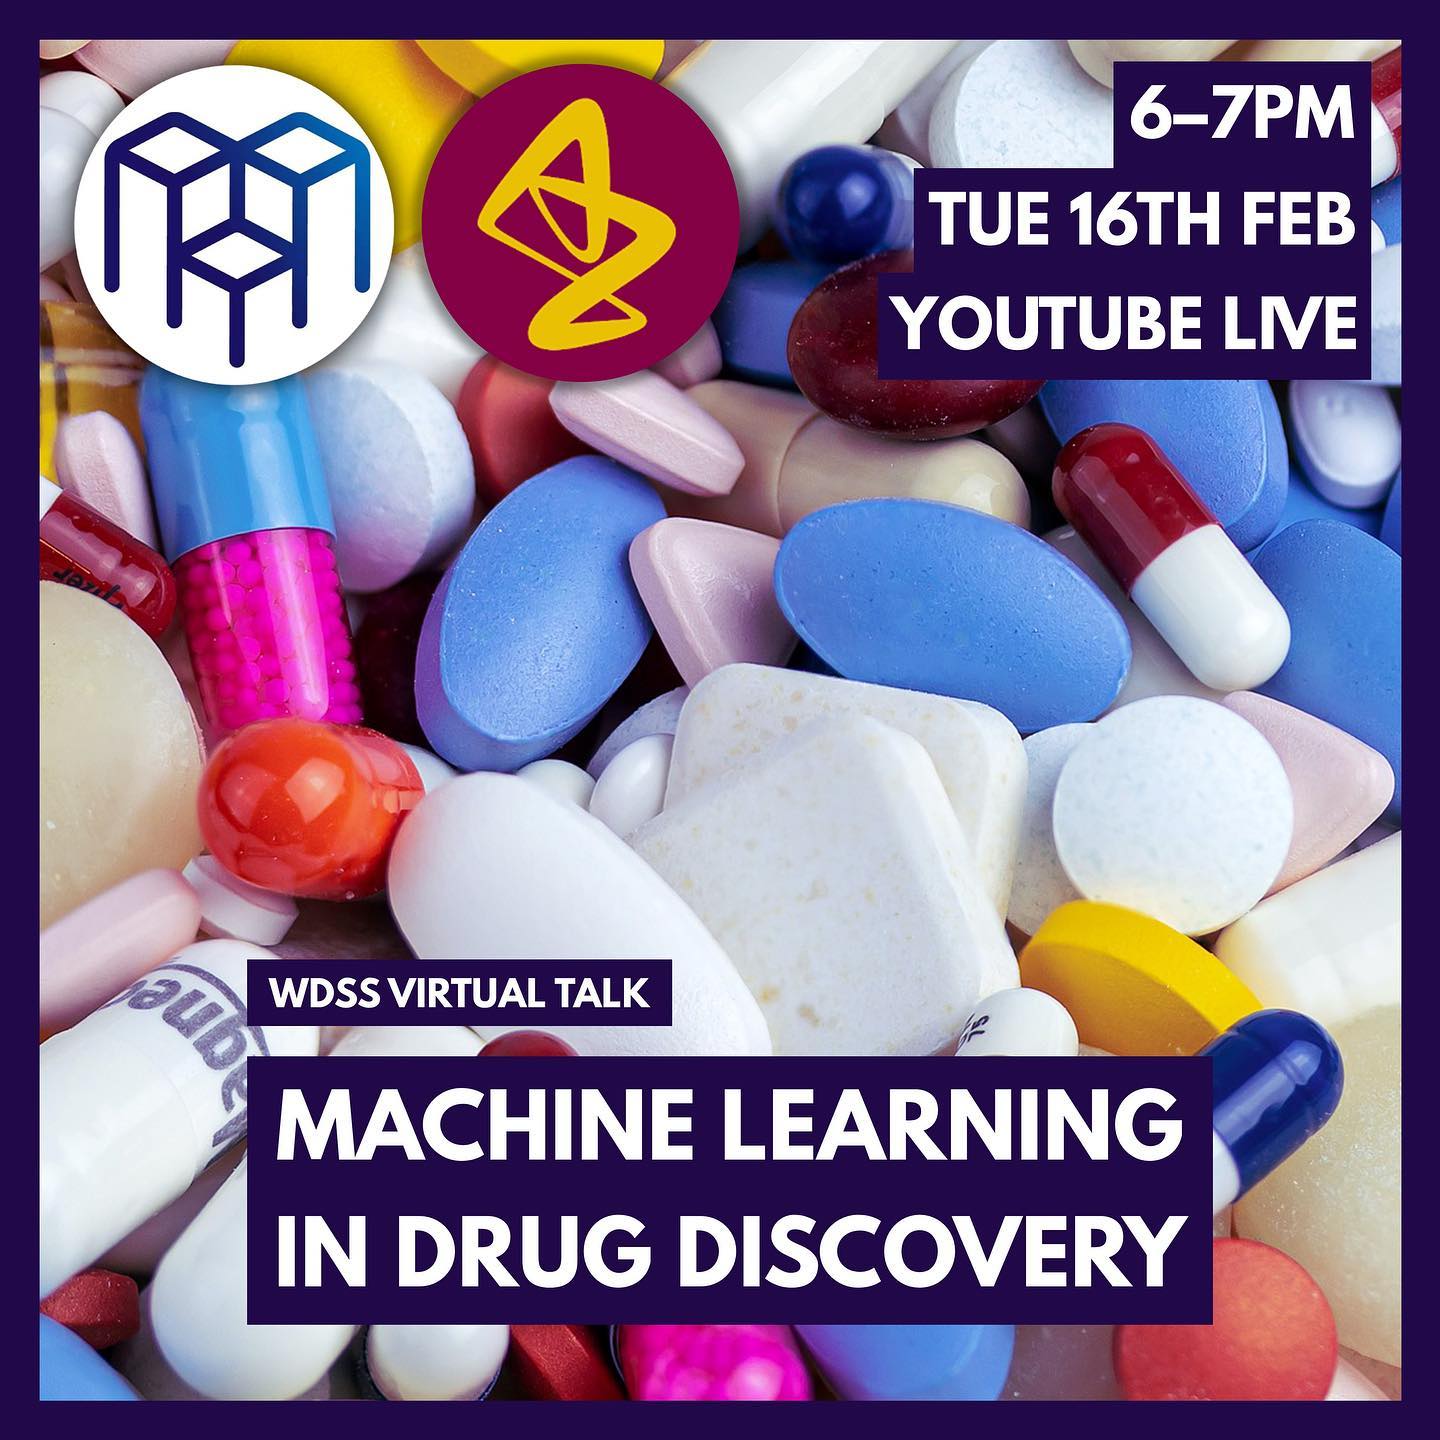 6–7PM
TUE 16TH FEB
YOUTUBE LIVE
WDSS VIRTUAL TALK
MACHINE LEARNING
IN DRUG DISCOVERY